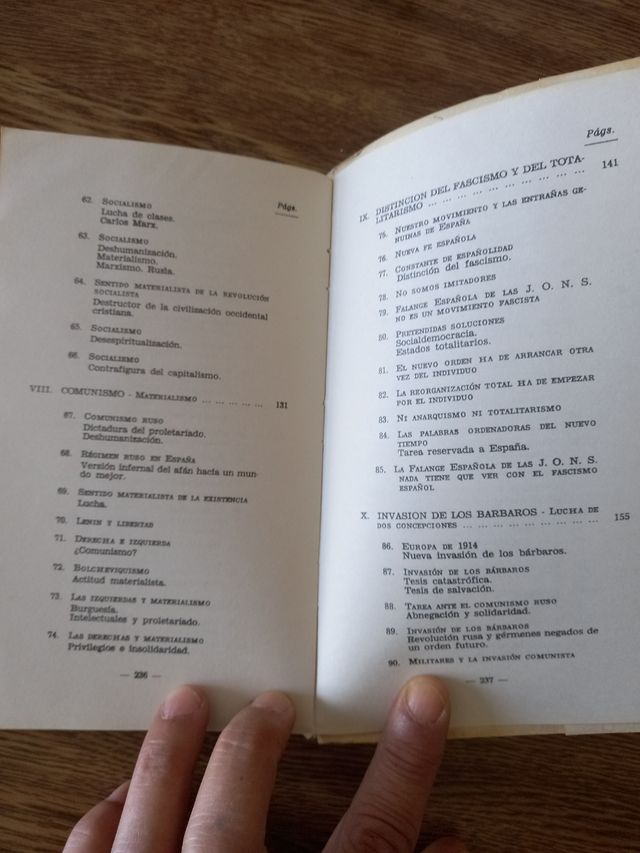 Págs.
62. SOCIALISMO
Lucha de clases.
Carlos Marx.
63. SOCIALISMO
Deshumanización.
Materialismo.
Marxismo. Rusia.
64. SENTIDO MATERIALISTA DE LA REVOLUCIÓN
SOCIALISTA
Destructor de la civilización occidental
cristiana.
65. SOCIALISMO
Desespiritualización.
66. SOCIALISMO
Contrafigura del capitalismo.
VIII. COMUNISMO - MATERIALISMO ... ... ... ... ... 131
67. COMUNISMO RUSO
Dictadura del proletariado.
Deshumanización.
68. RÉGIMEN RUSO EN ESPAÑA
Versión infernal del afán hacia un mun-
do mejor.
69. SENTIDO MATERIALISTA DE LA EXISTENCIA
Lucha.
70. LENIN Y LIBERTAD
71. DERECHA E IZQUIERDA
¿Comunismo?
72. BOLCHEVIQUISMO
Actitud materialista.
73. LAS IZQUIERDAS Y MATERIALISMO
Burguesía.
Intelectuales y proletariado.
74. LAS DERECHAS Y MATERIALISMO
Privilegios e insolidaridad.
— 236 —
Págs.
IX. DISTINCION DEL FASCISMO Y DEL TOTA-
LITARISMO ... ... ... ... ... ... ... ... ... 141
75. NUESTRO MOVIMIENTO Y LAS ENTRAÑAS GE-
NUINAS DE ESPAÑA
76. NUEVA FE ESPAÑOLA
77. CONSTANTE DE ESPAÑOLIDAD
Distinción del fascismo.
78. NO SOMOS IMITADORES
79. FALANGE ESPAÑOLA DE LAS J. O. N. S.
NO ES UN MOVIMIENTO FASCISTA
80. PRETENDIDAS SOLUCIONES
Socialdemocracia.
Estados totalitarios.
81. EL NUEVO ORDEN HA DE ARRANCAR OTRA
VEZ DEL INDIVIDUO
82. LA REORGANIZACIÓN TOTAL HA DE EMPEZAR
POR EL INDIVIDUO
83. NI ANARQUISMO NI TOTALITARISMO
84. LAS PALABRAS ORDENADORAS DEL NUEVO
TIEMPO
Tarea reservada a España.
85. LA FALANGE ESPAÑOLA DE LAS J. O. N. S.
NADA TIENE QUE VER CON EL FASCISMO
ESPAÑOL
X. INVASION DE LOS BARBAROS - LUCHA DE
DOS CONCEPCIONES ... ... ... ... ... ... ... ... 155
86. EUROPA DE 1914
Nueva invasión de los bárbaros.
87. INVASIÓN DE LOS BÁRBAROS
Tesis catastrófica.
Tesis de salvación.
88. TAREA ANTE EL COMUNISMO RUSO
Abnegación y solidaridad.
89. INVASIÓN DE LOS BÁRBAROS
Revolución rusa y gérmenes negados de
un orden futuro.
90. MILITARES Y LA INVASIÓN COMUNISTA
— 237 —